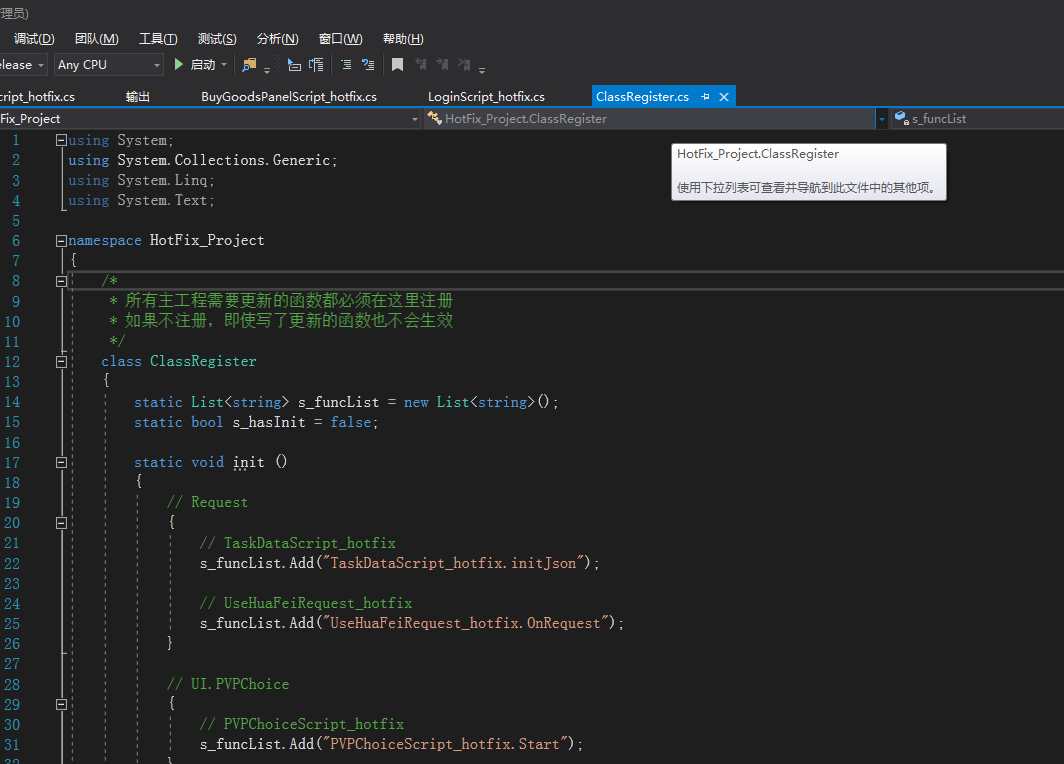 理员)
调试(D) 团队(M) 工具(T) 测试(S) 分析(N) 窗口(W) 帮助(H)
elease Any CPU 启动
cript_hotfix.cs 输出 BuyGoodsPanelScript_hotfix.cs LoginScript_hotfix.cs ClassRegister.cs
Fix_Project HotFix_Project.ClassRegister s_funcList
HotFix_Project.ClassRegister
使用下拉列表可查看并导航到此文件中的其他项。
1 using System;
2 using System.Collections.Generic;
3 using System.Linq;
4 using System.Text;
5
6 namespace HotFix_Project
7 {
8 /*
9 * 所有主工程需要更新的函数都必须在这里注册
10 * 如果不注册，即使写了更新的函数也不会生效
11 */
12 class ClassRegister
13 {
14 static List<string> s_funcList = new List<string>();
15 static bool s_hasInit = false;
16
17 static void init ()
18 {
19 // Request
20 {
21 // TaskDataScript_hotfix
22 s_funcList.Add("TaskDataScript_hotfix.initJson");
23
24 // UseHuaFeiRequest_hotfix
25 s_funcList.Add("UseHuaFeiRequest_hotfix.OnRequest");
26 }
27
28 // UI.PVPChoice
29 {
30 // PVPChoiceScript_hotfix
31 s_funcList.Add("PVPChoiceScript_hotfix.Start");
32 }